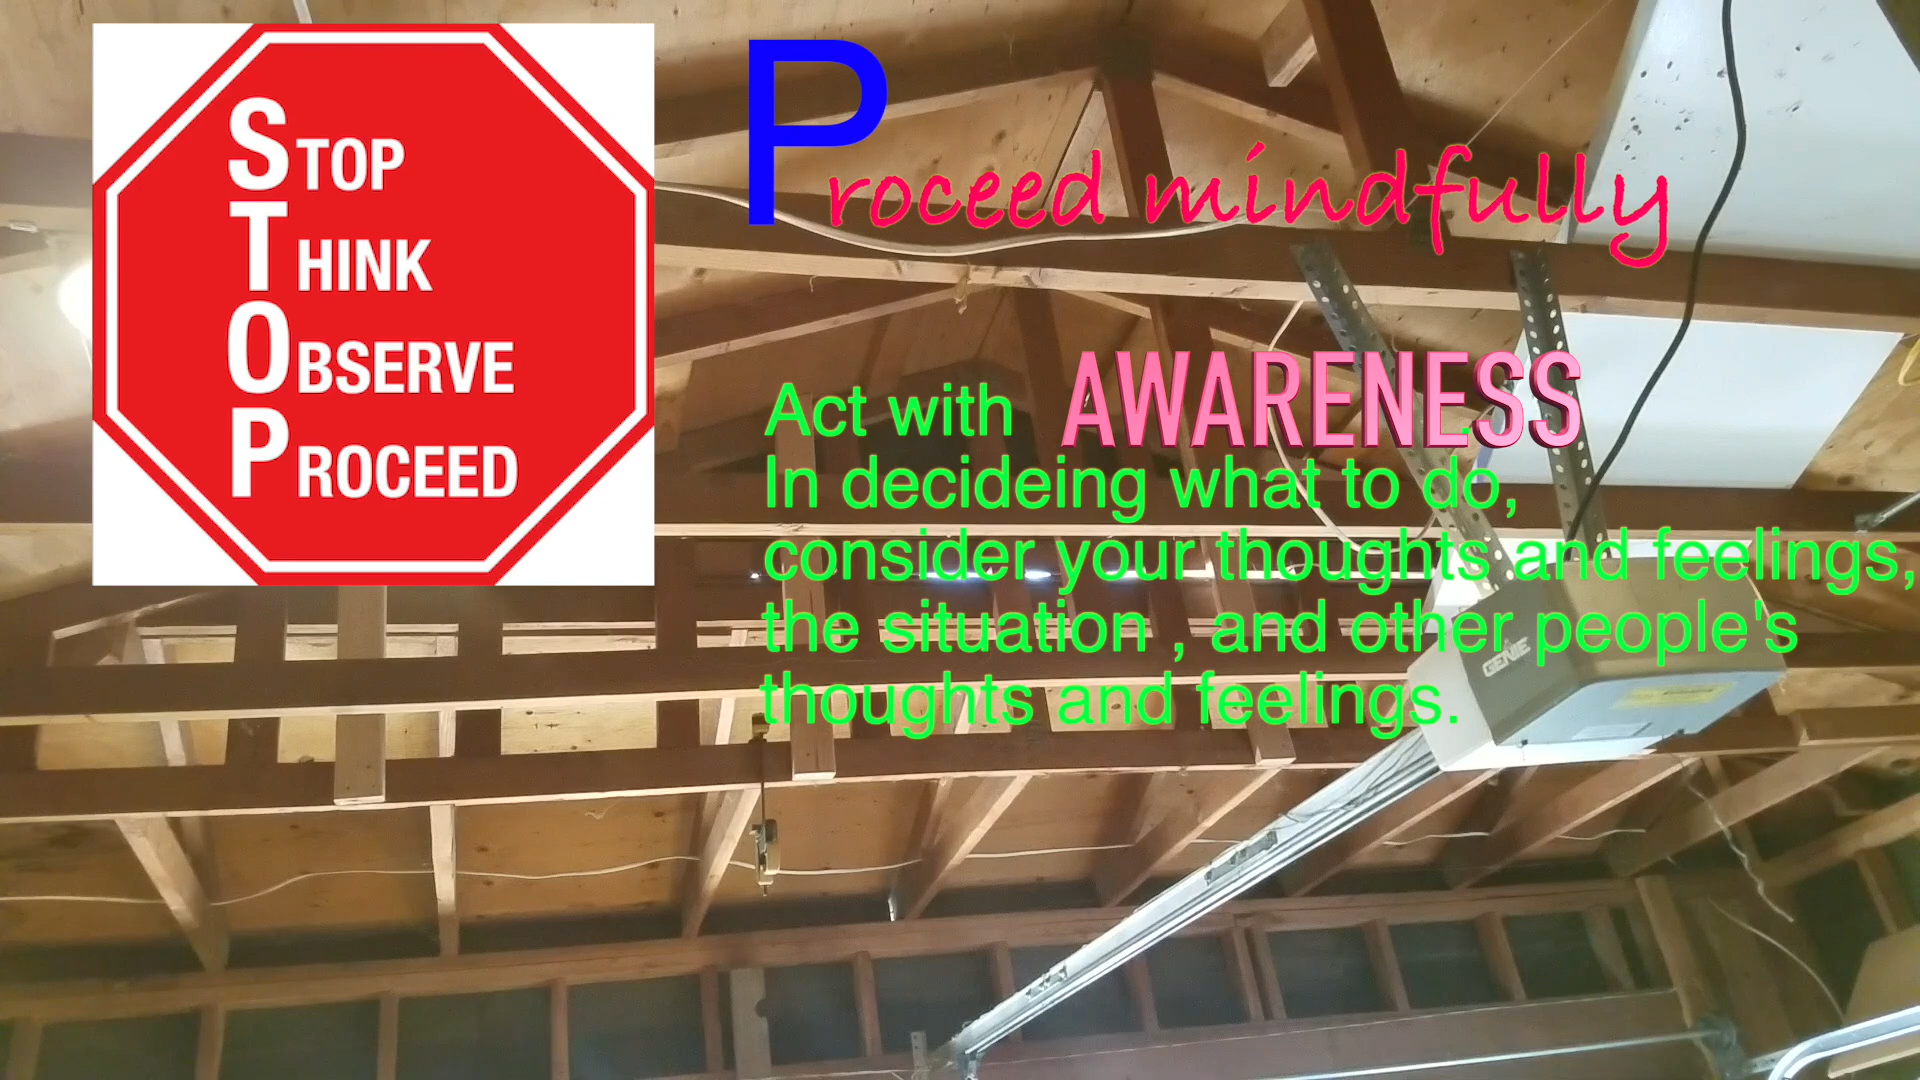 STOP
THINK
OBSERVE
PROCEED
Proceed mindfully
Act with AWARENESS.
In decideing what to do,
consider your thoughts and feelings,
the situation , and other people's
thoughts and feelings.
GENIE